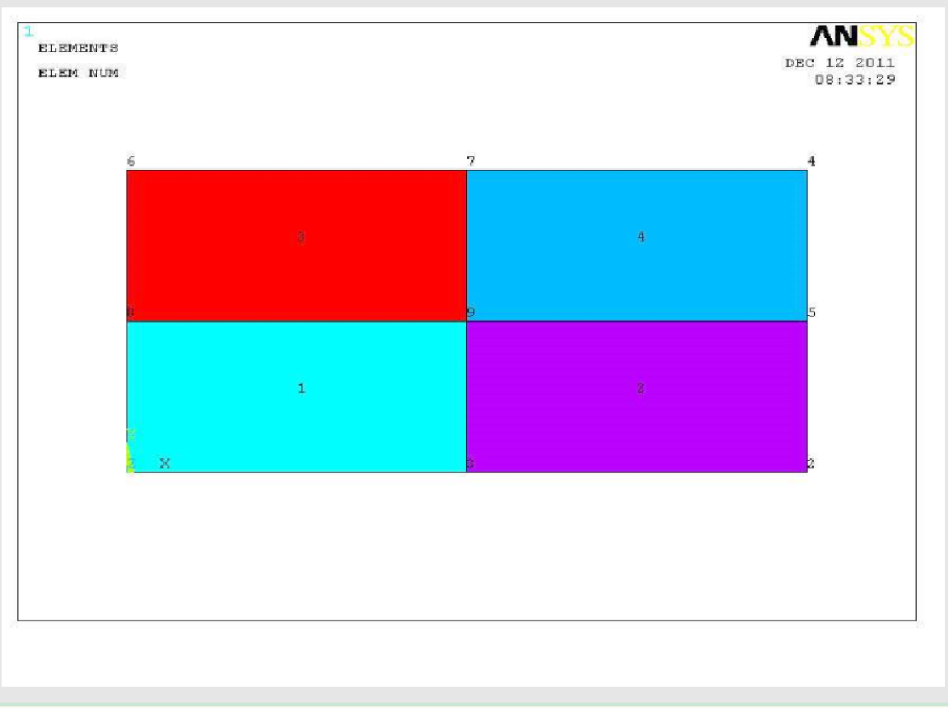 1
ELEMENTS
ELEM NUM
ANSYS
DEC 12 2011
08:33:29
6 7 4
3 4
8 9 5
1 2
Z X 3 2